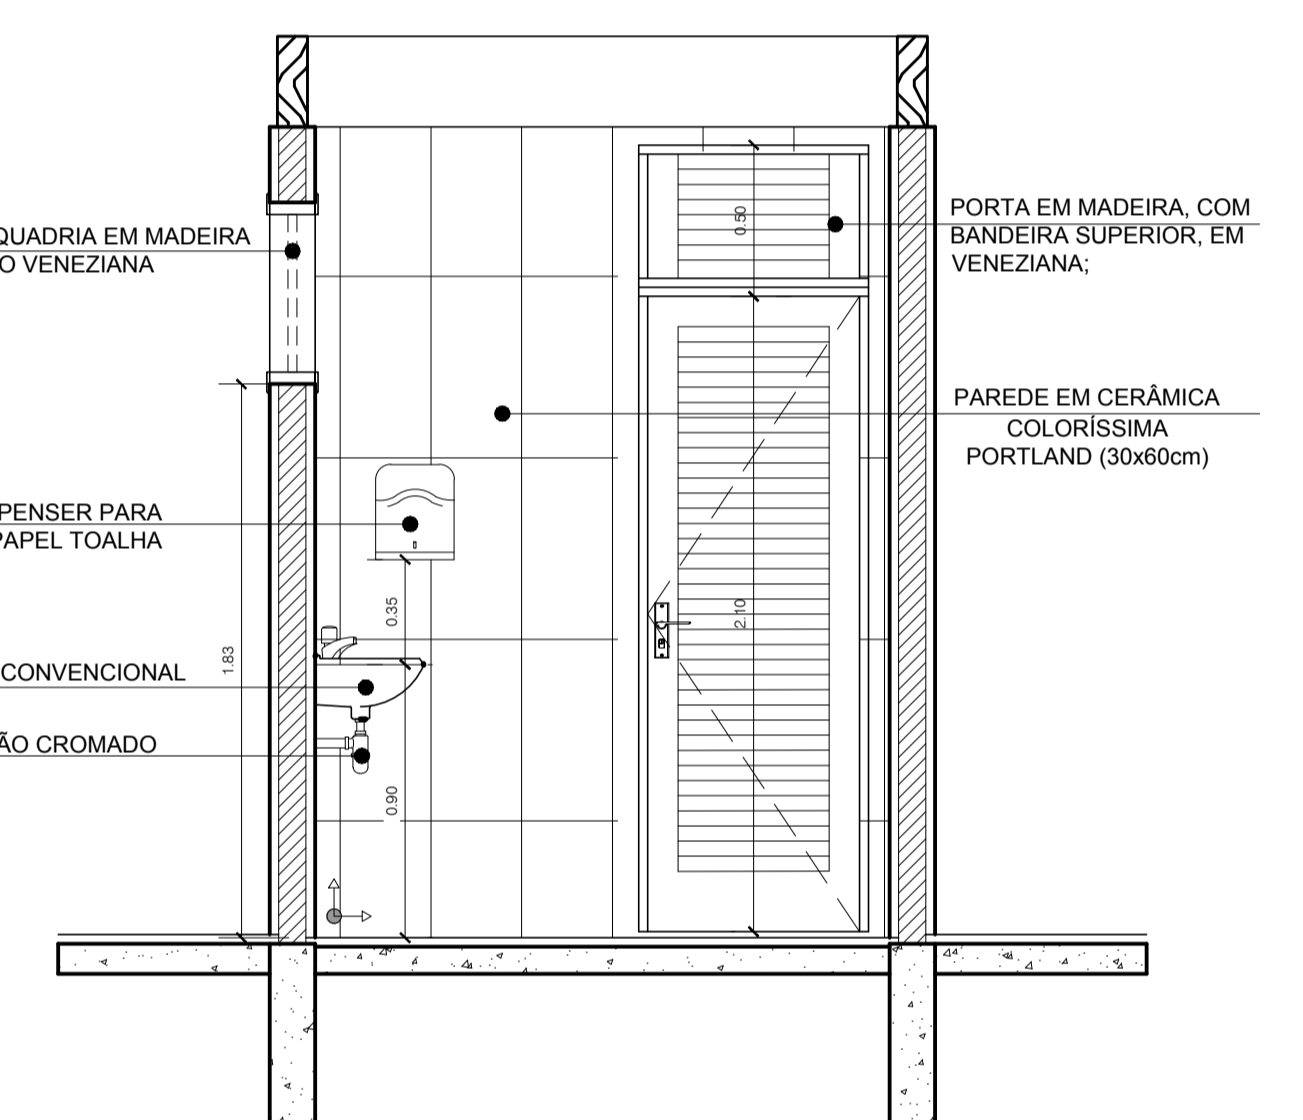 QUADRIA EM MADEIRA
O VENEZIANA
PENSER PARA
PAPEL TOALHA
CONVENCIONAL
ÃO CROMADO
1.83
0.35
0.90
0.50
2.10
PORTA EM MADEIRA, COM
BANDEIRA SUPERIOR, EM
VENEZIANA;
PAREDE EM CERÂMICA
COLORÍSSIMA
PORTLAND (30x60cm)